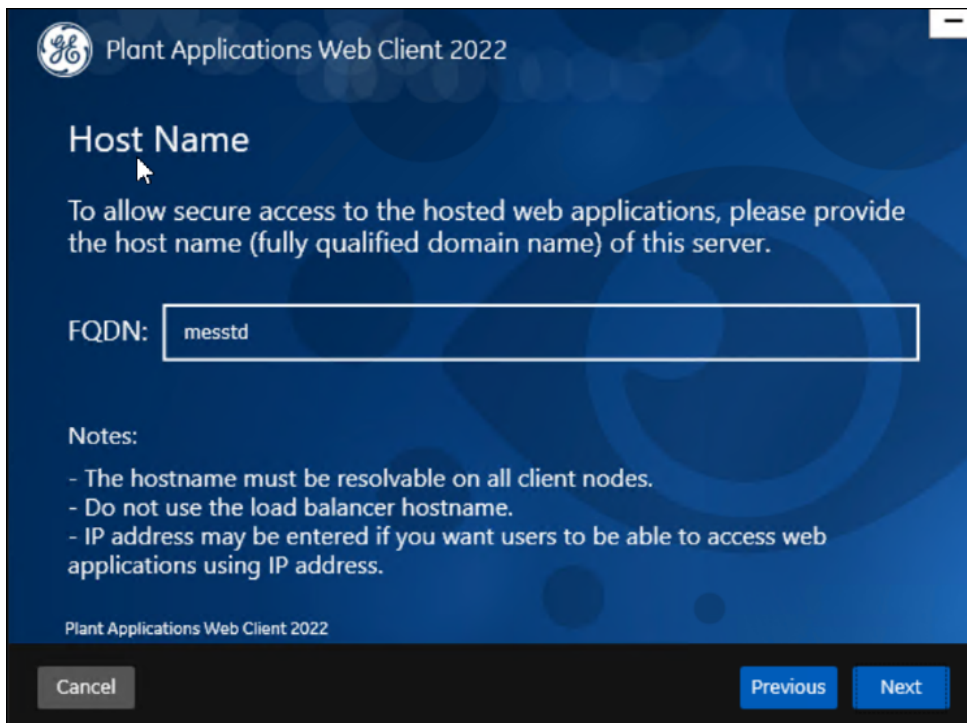 Plant Applications Web Client 2022
Host Name
To allow secure access to the hosted web applications, please provide
the host name (fully qualified domain name) of this server.
FQDN: messtd
Notes:
- The hostname must be resolvable on all client nodes.
- Do not use the load balancer hostname.
- IP address may be entered if you want users to be able to access web
applications using IP address.
Plant Applications Web Client 2022
Cancel Previous Next